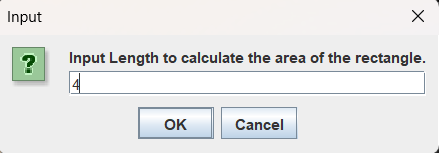 Input
Input Length to calculate the area of the rectangle.
4
OK Cancel